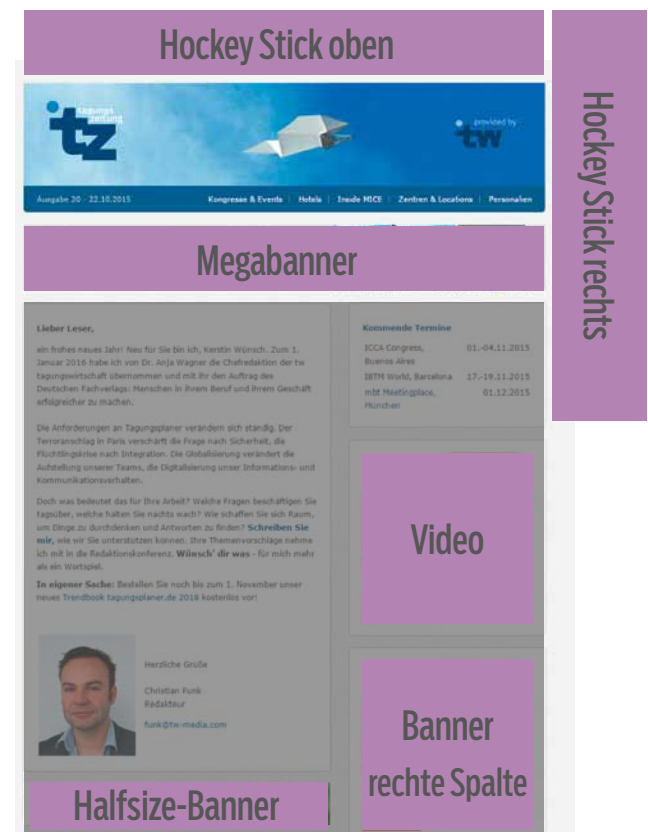 Hockey Stick oben
Hockey Stick rechts
tagungs
zeitung
tz
provided by
tw
Ausgabe 20 - 22.10.2015
Kongresse & Events | Hotels | Inside MICE | Zentren & Locations | Personalien
Megabanner
Lieber Leser,
ein frohes neues Jahr! Neu für Sie bin ich, Kerstin Wünsch. Zum 1.
Januar 2016 habe ich von Dr. Anja Wagner die Chefredaktion der tw
tagungswirtschaft übernommen und mit ihr den Auftrag des
Deutschen Fachverlags: Menschen in ihrem Beruf und ihrem Geschäft
erfolgreicher zu machen.
Die Anforderungen an Tagungsplaner verändern sich ständig. Der
Terroranschlag in Paris verschärft die Frage nach Sicherheit, die
Flüchtlingskrise nach Integration. Die Globalisierung verändert die
Aufstellung unserer Teams, die Digitalisierung unser Informations- und
Kommunikationsverhalten.
Doch was bedeutet das für Ihre Arbeit? Welche Fragen beschäftigen Sie
tagsüber, welche halten Sie nachts wach? Wie schaffen Sie sich Raum,
um Dinge zu durchdenken und Antworten zu finden? Schreiben Sie
mir, wie wir Sie unterstützen können. Ihre Themenvorschläge nehme
ich mit in die Redaktionskonferenz. Wünsch' dir was - für mich mehr
als ein Wortspiel.
In eigener Sache: Bestellen Sie noch bis zum 1. November unser
neues Trendbook tagungsplaner.de 2016 kostenlos vor!
Herzliche Grüße
Christian Funk
Redakteur
funk@tw-media.com
Halfsize-Banner
Kommende Termine
ICCA Congress, 01.-04.11.2015
Buenos Aires
IBTM World, Barcelona 17.-19.11.2015
mbt Meetingplace, 01.12.2015
München
Video
Banner
rechte Spalte